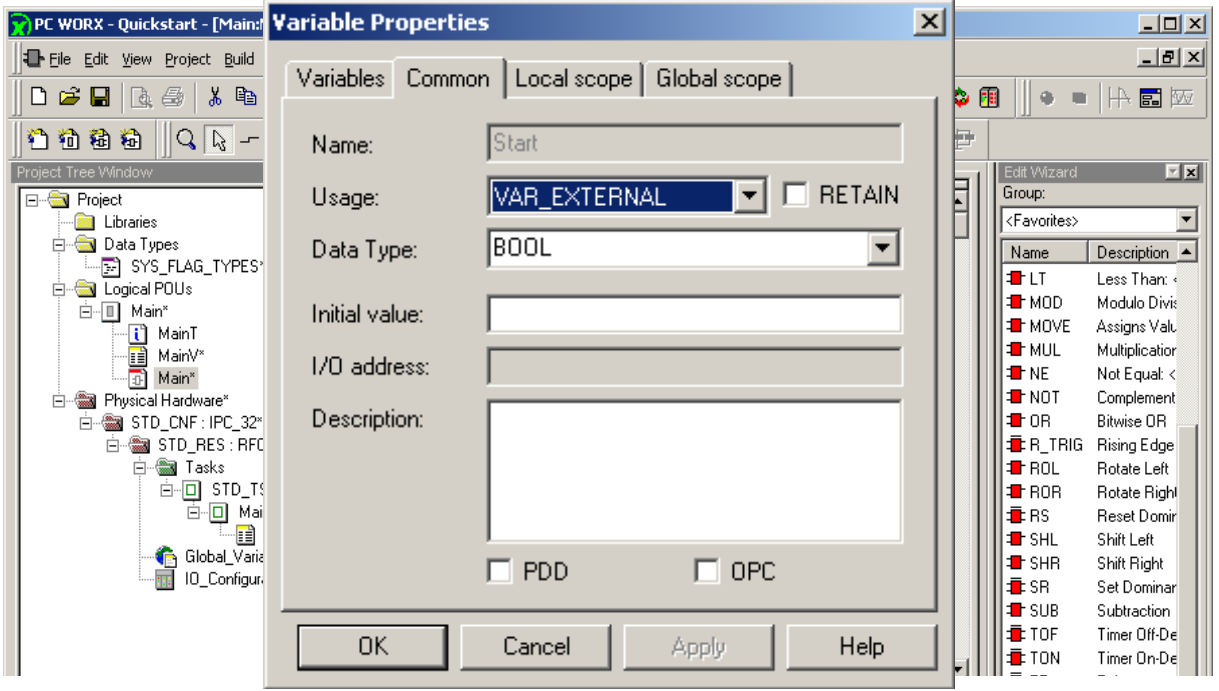 PC WORX - Quickstart - [Main:M
File Edit View Project Build
Project Tree Window
Project
Libraries
Data Types
SYS_FLAG_TYPES*
Logical POUs
Main*
MainT
MainV*
Main*
Physical Hardware*
STD_CNF : IPC_32*
STD_RES : RFC
Tasks
STD_TS
Mai
Global_Varia
IO_Configura
Variable Properties
Variables Common Local scope Global scope
Name: Start
Usage: VAR_EXTERNAL RETAIN
Data Type: BOOL
Initial value:
I/O address:
Description:
PDD OPC
OK Cancel Apply Help
Edit Wizard
Group:
<Favorites>
Name Description
LT Less Than: <
MOD Modulo Divis
MOVE Assigns Valu
MUL Multiplication
NE Not Equal: <
NOT Complement
OR Bitwise OR
R_TRIG Rising Edge
ROL Rotate Left
ROR Rotate Right
RS Reset Domin
SHL Shift Left
SHR Shift Right
SR Set Dominan
SUB Subtraction
TOF Timer Off-De
TON Timer On-De